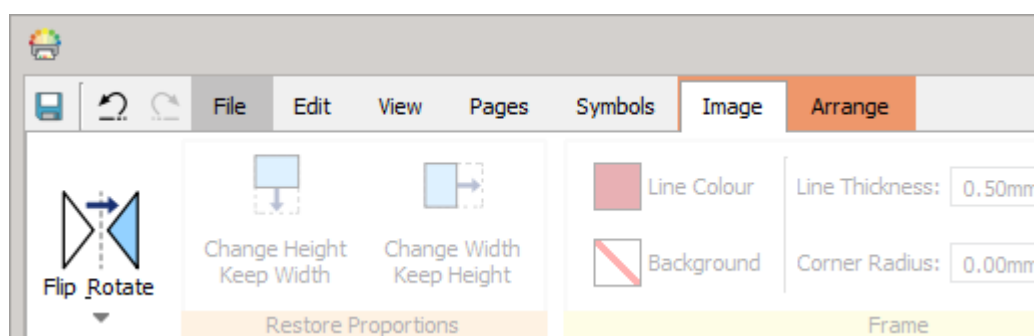 File Edit View Pages Symbols Image Arrange
Flip Rotate
Change Height
Keep Width
Change Width
Keep Height
Restore Proportions
Line Colour
Background
Line Thickness: 0.50mm
Corner Radius: 0.00mm
Frame